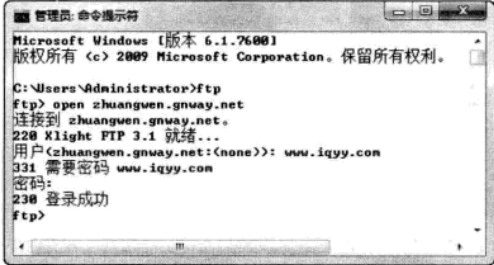 管理员: 命令提示符
Microsoft Windows [版本 6.1.7600]
版权所有 <c> 2009 Microsoft Corporation。保留所有权利。
C:\Users\Administrator>ftp
ftp> open zhuangwen.gnway.net
连接到 zhuangwen.gnway.net。
220 Xlight FTP 3.1 就绪...
用户(zhuangwen.gnway.net:(none)): www.iqyy.com
331 需要密码 www.iqyy.com
密码:
230 登录成功
ftp>